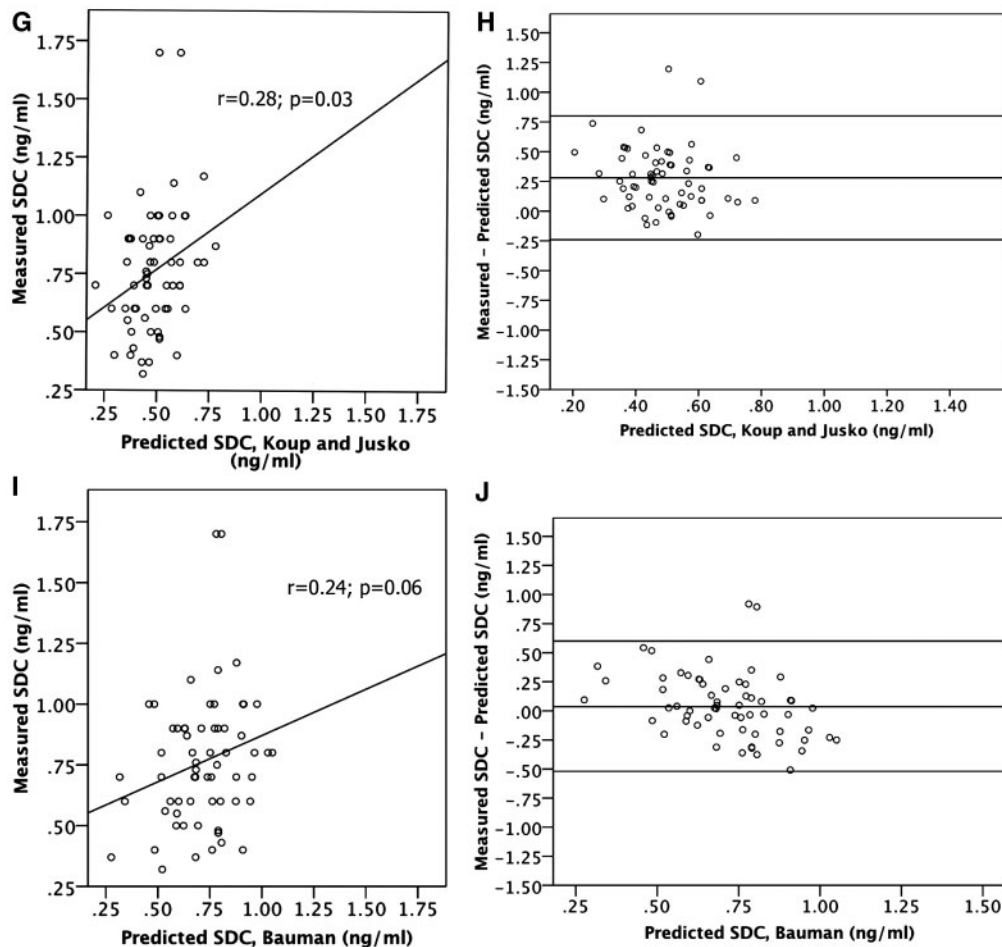 G
Measured SDC (ng/ml)
1.75
1.50
1.25
1.00
.75
.50
.25
r=0.28; p=0.03
.25 .50 .75 1.00 1.25 1.50 1.75
Predicted SDC, Koup and Jusko
(ng/ml)
H
Measured – Predicted SDC (ng/ml)
1.50
1.25
1.00
.75
.50
.25
.00
-.25
-.50
-.75
-1.00
-1.25
-1.50
.20 .40 .60 .80 1.00 1.20 1.40
Predicted SDC, Koup and Jusko (ng/ml)
I
Measured SDC (ng/ml)
1.75
1.50
1.25
1.00
.75
.50
.25
r=0.24; p=0.06
.25 .50 .75 1.00 1.25 1.50 1.75
Predicted SDC, Bauman (ng/ml)
J
Measured SDC – Predicted SDC (ng/ml)
1.50
1.25
1.00
.75
.50
.25
.00
-.25
-.50
-.75
-1.00
-1.25
-1.50
.25 .50 .75 1.00 1.25 1.50
Predicted SDC, Bauman (ng/ml)